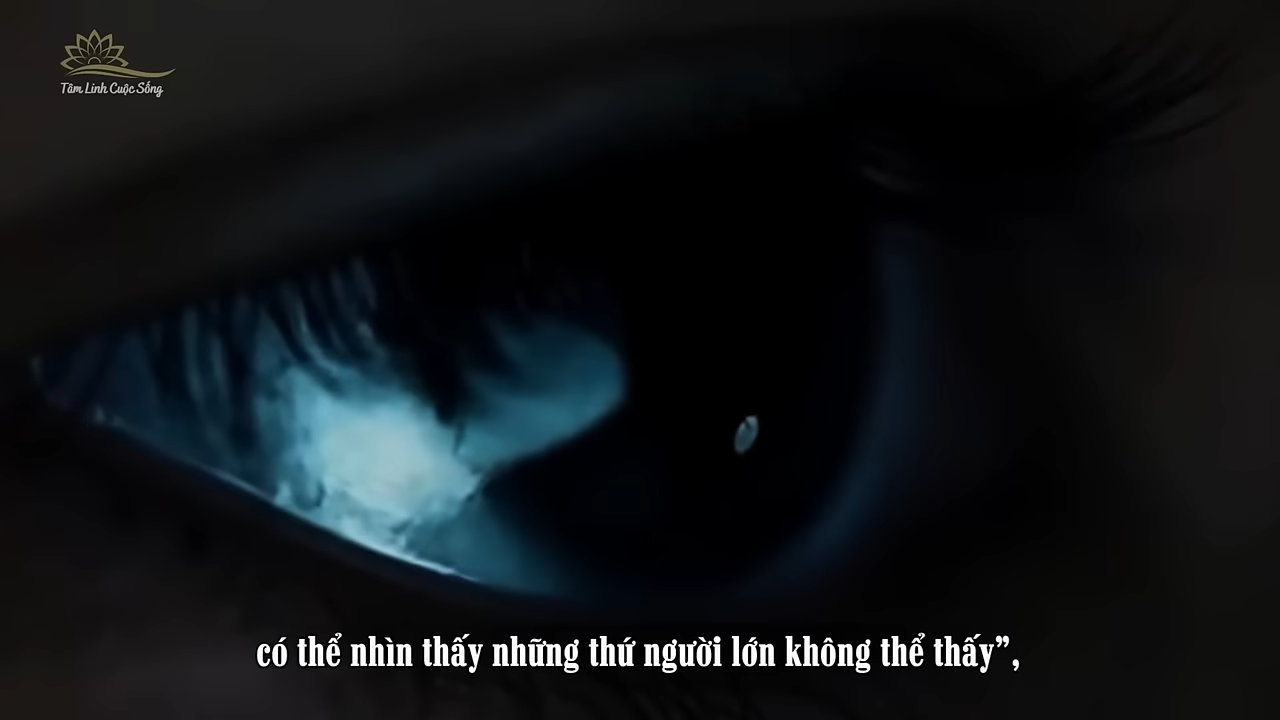 Tâm Linh Cuộc Sống
có thể nhìn thấy những thứ người lớn không thể thấy”,